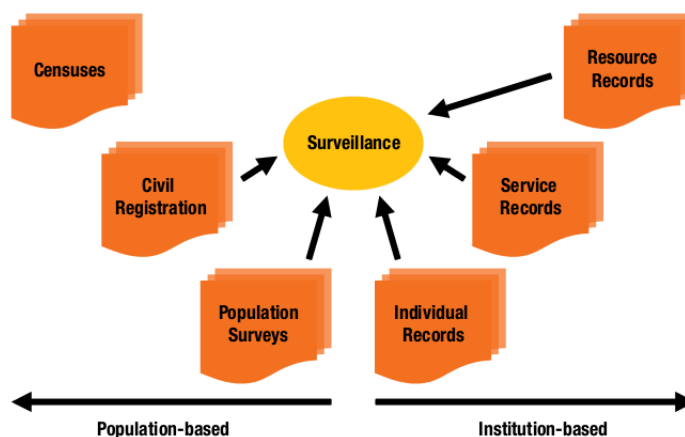 Censuses
Resource
Records
Surveillance
Civil
Registration
Service
Records
Population
Surveys
Individual
Records
Population-based
Institution-based